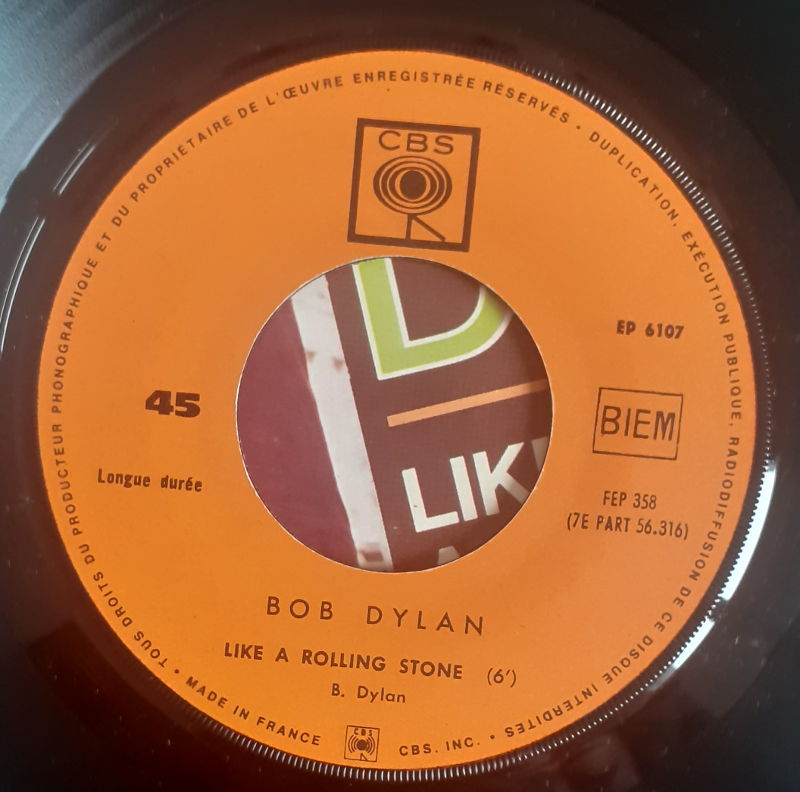 TOUS DROITS DU PRODUCTEUR PHONOGRAPHIQUE ET DU PROPRIÉTAIRE DE L'ŒUVRE ENREGISTRÉE RÉSERVÉS • DUPLICATION, EXÉCUTION PUBLIQUE, RADIODIFFUSION DE CE DISQUE INTERDITES •
CBS
D
EP 6107
45
BIEM
LIK
Longue durée
FEP 358
(7E PART 56.316)
BOB DYLAN
LIKE A ROLLING STONE (6')
B. Dylan
MADE IN FRANCE
CBS
CBS. INC.